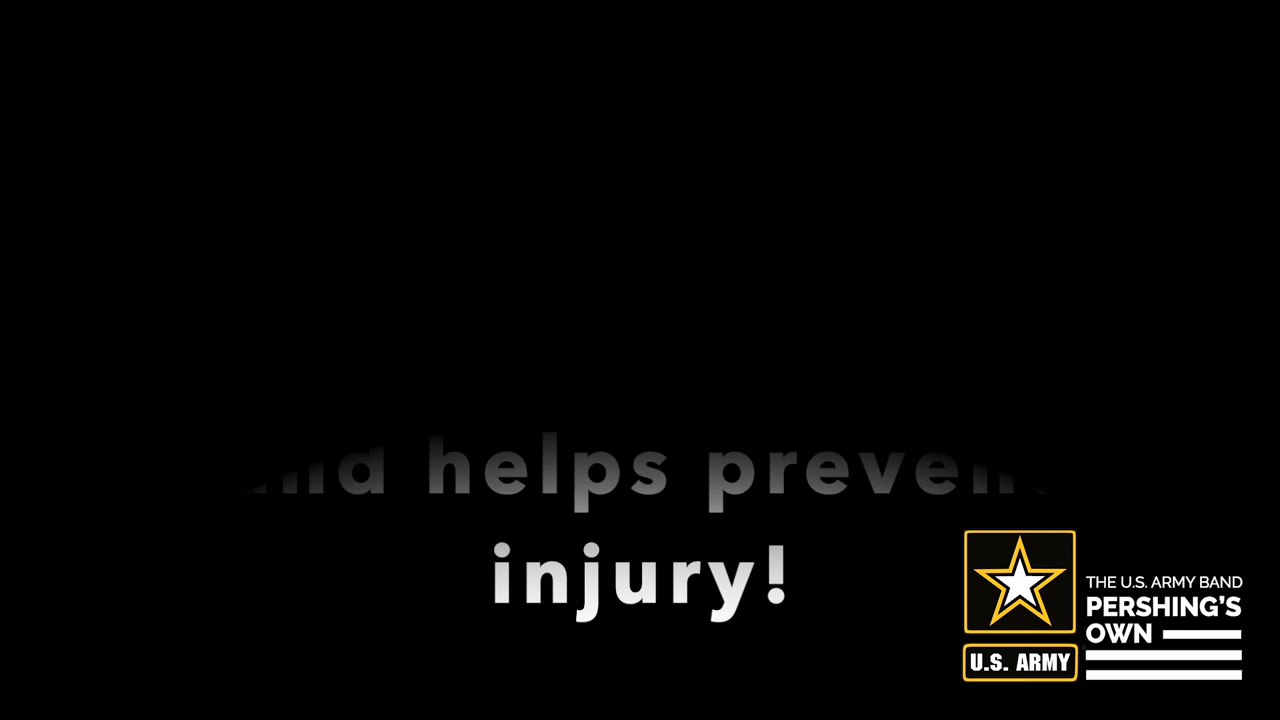 and helps prevent
injury!
THE U.S. ARMY BAND
PERSHING'S
OWN
U.S. ARMY